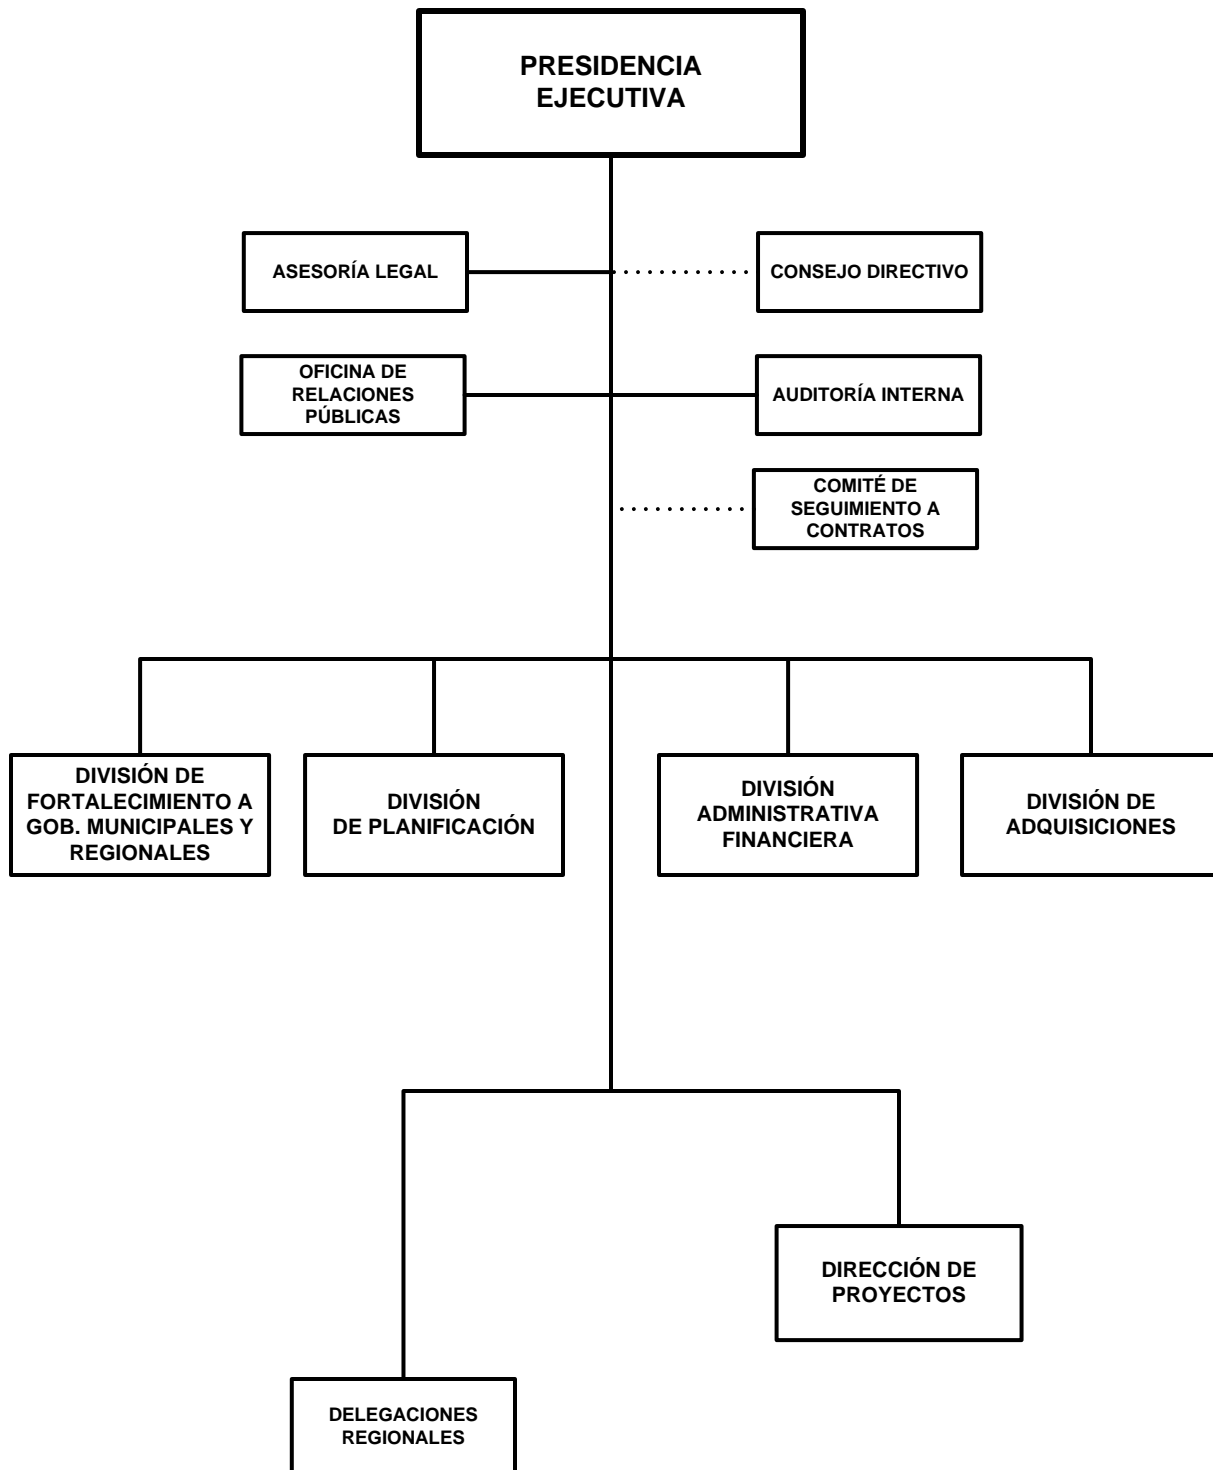 PRESIDENCIA
EJECUTIVA
ASESORÍA LEGAL
CONSEJO DIRECTIVO
OFICINA DE
RELACIONES
PÚBLICAS
AUDITORÍA INTERNA
COMITÉ DE
SEGUIMIENTO A
CONTRATOS
DIVISIÓN DE
FORTALECIMIENTO A
GOB. MUNICIPALES Y
REGIONALES
DIVISIÓN
DE PLANIFICACIÓN
DIVISIÓN
ADMINISTRATIVA
FINANCIERA
DIVISIÓN DE
ADQUISICIONES
DIRECCIÓN DE
PROYECTOS
DELEGACIONES
REGIONALES